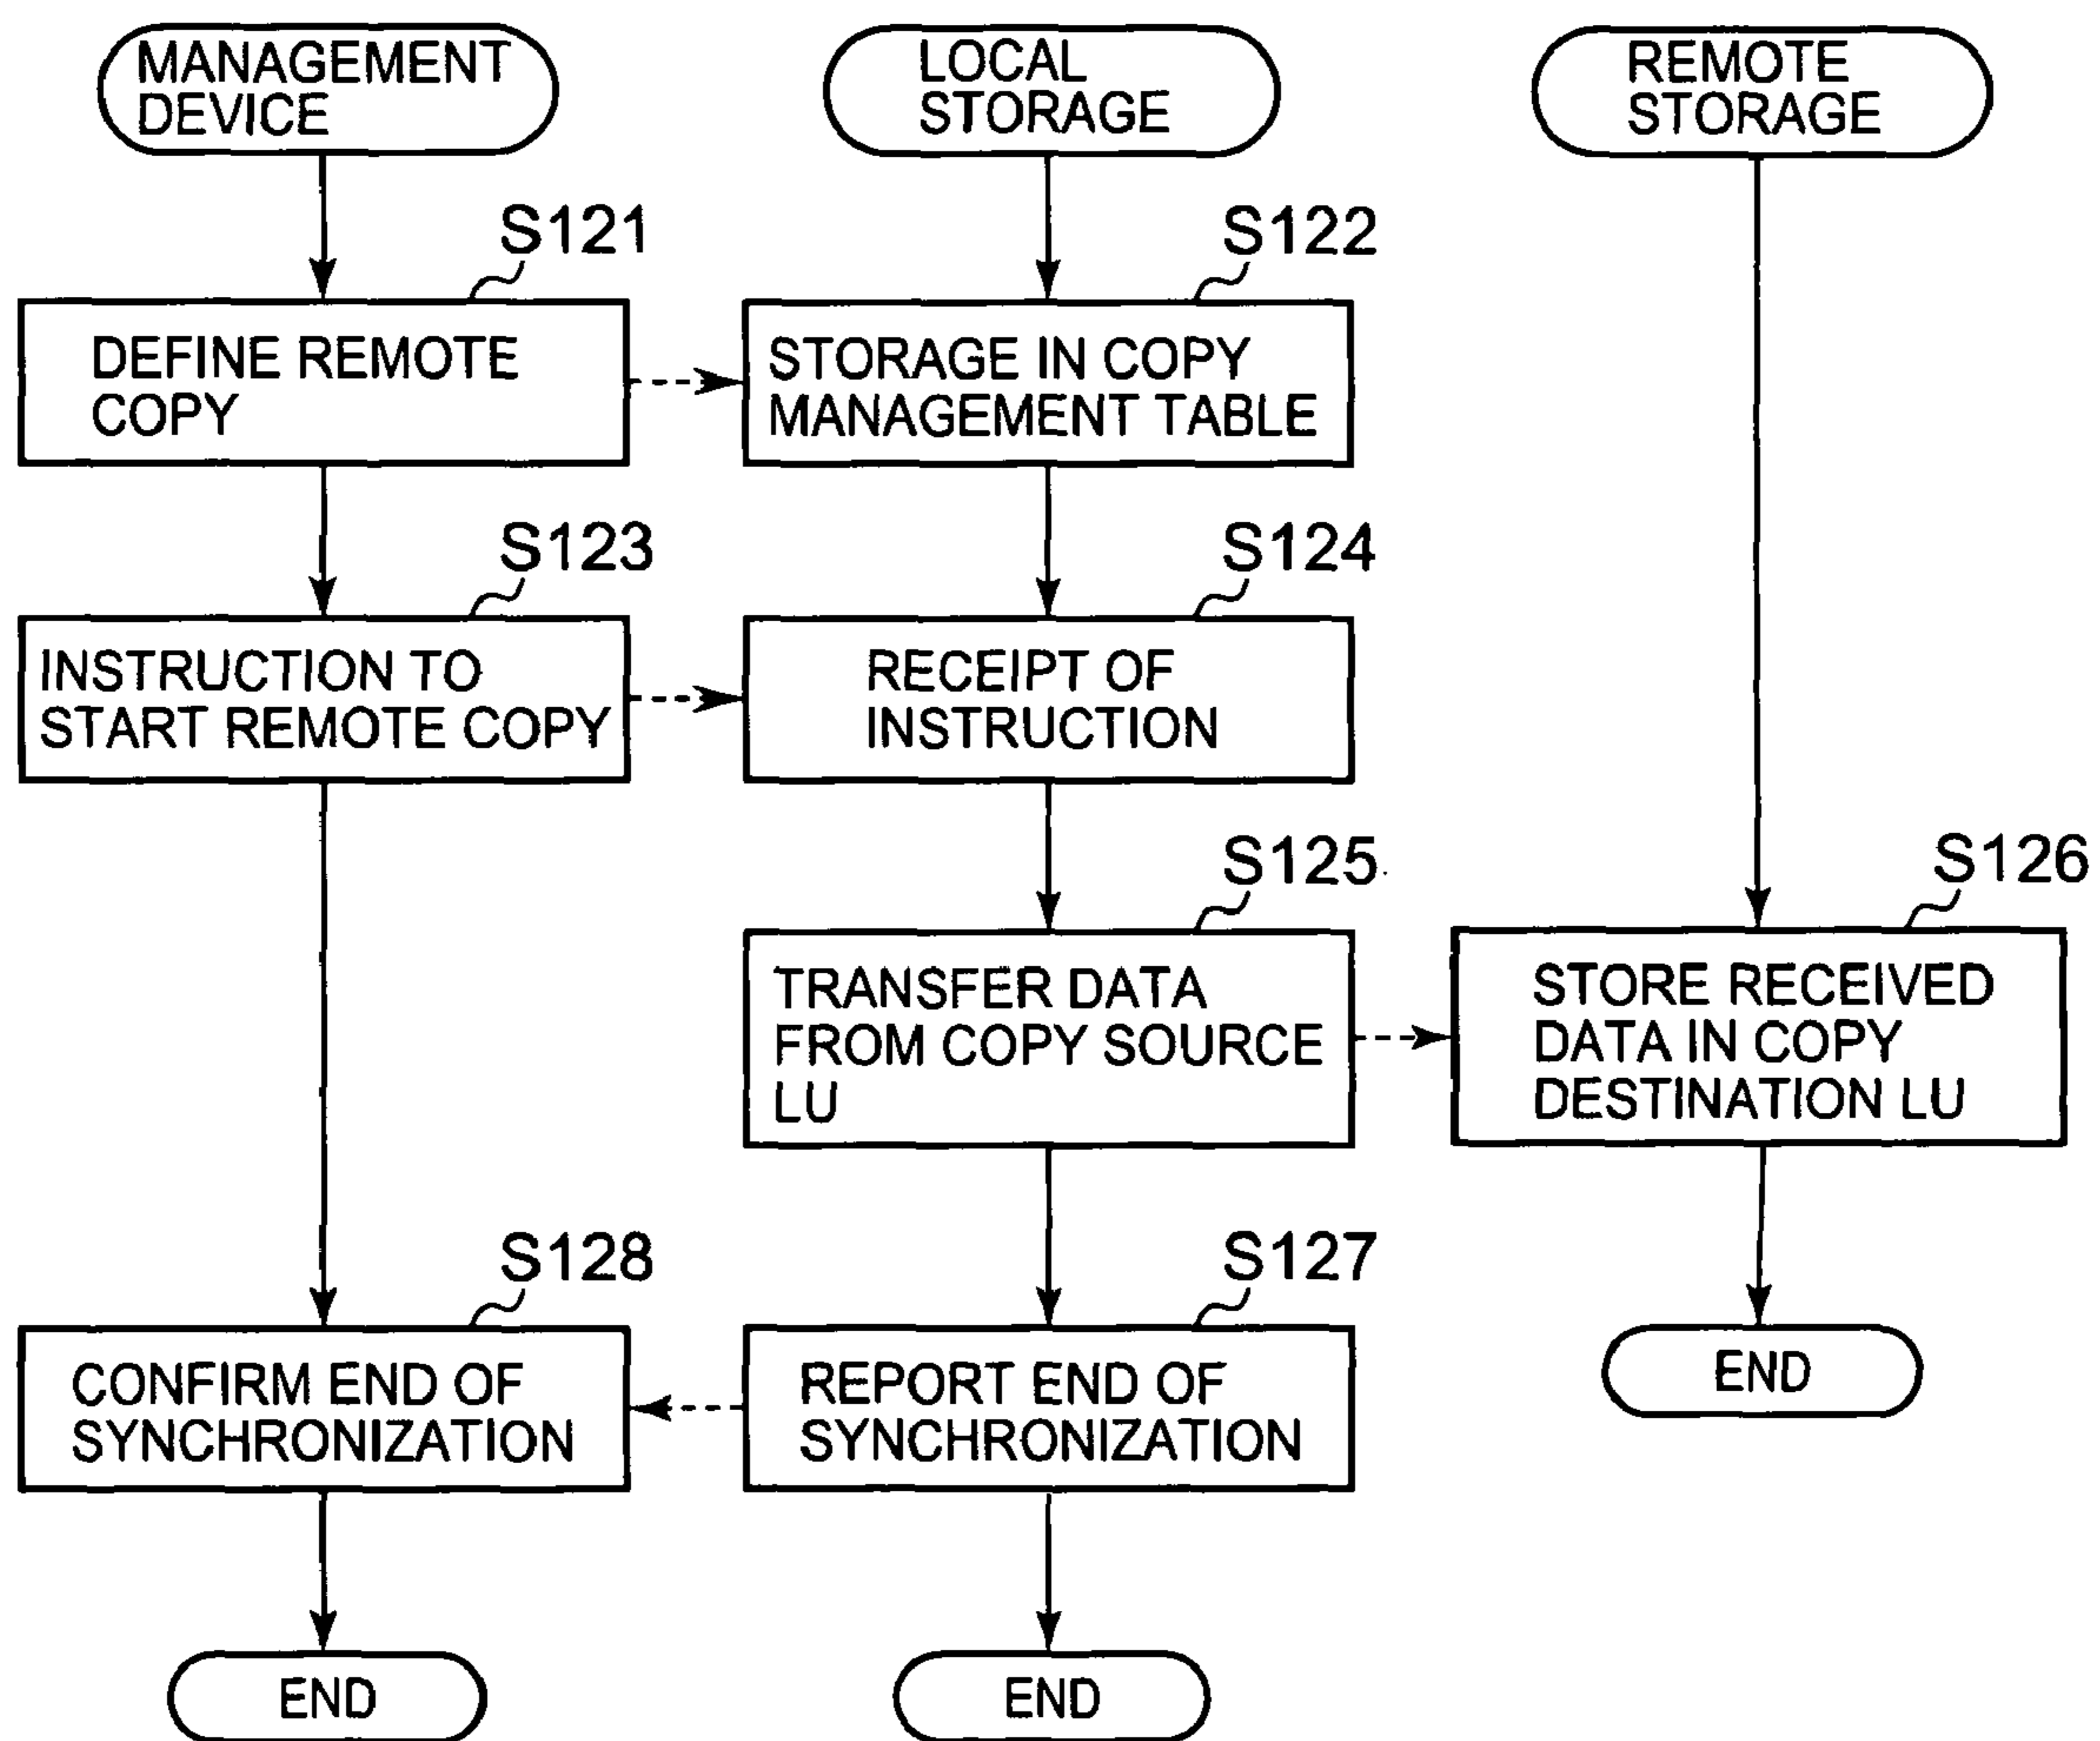 MANAGEMENT
DEVICE
LOCAL
STORAGE
REMOTE
STORAGE
S121
S122
DEFINE REMOTE
COPY
STORAGE IN COPY
MANAGEMENT TABLE
S123
S124
INSTRUCTION TO
START REMOTE COPY
RECEIPT OF
INSTRUCTION
S125
S126
TRANSFER DATA
FROM COPY SOURCE
LU
STORE RECEIVED
DATA IN COPY
DESTINATION LU
S128
S127
CONFIRM END OF
SYNCHRONIZATION
REPORT END OF
SYNCHRONIZATION
END
END
END